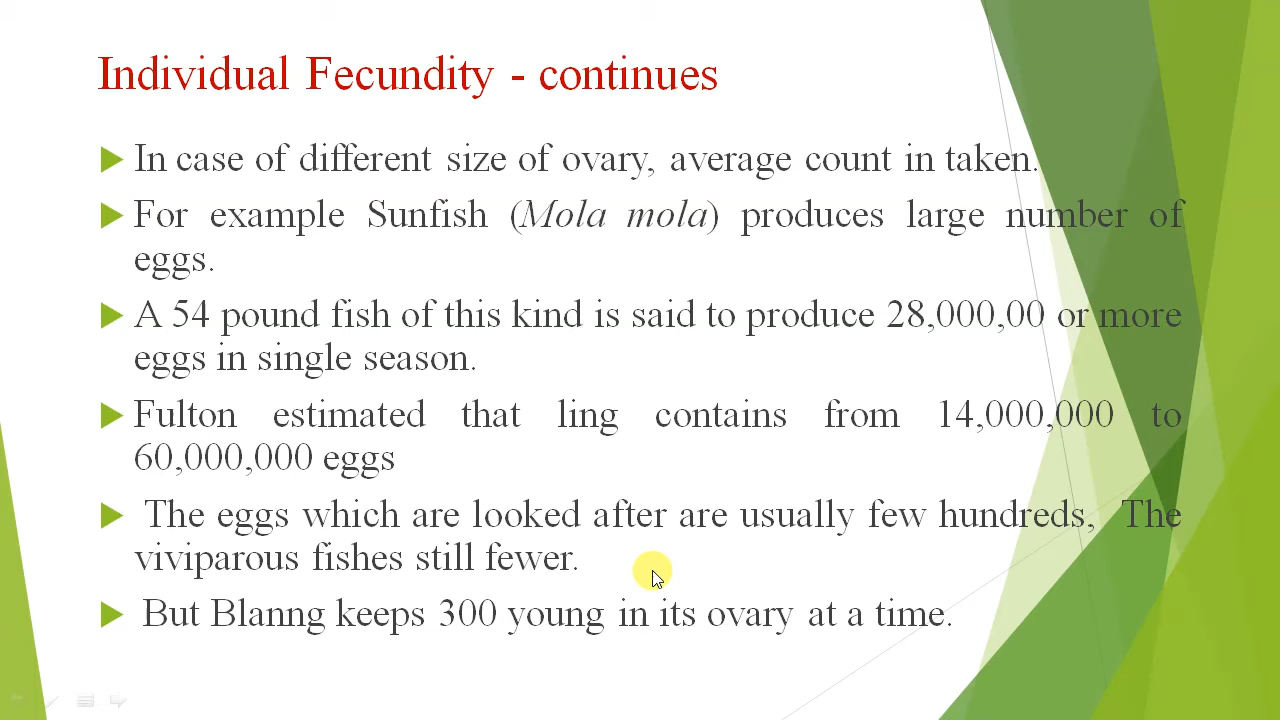 Individual Fecundity - continues
In case of different size of ovary, average count in taken.
For example Sunfish (Mola mola) produces large number of
eggs.
A 54 pound fish of this kind is said to produce 28,000,00 or more
eggs in single season.
Fulton estimated that ling contains from 14,000,000 to
60,000,000 eggs
The eggs which are looked after are usually few hundreds, The
viviparous fishes still fewer.
But Blanng keeps 300 young in its ovary at a time.